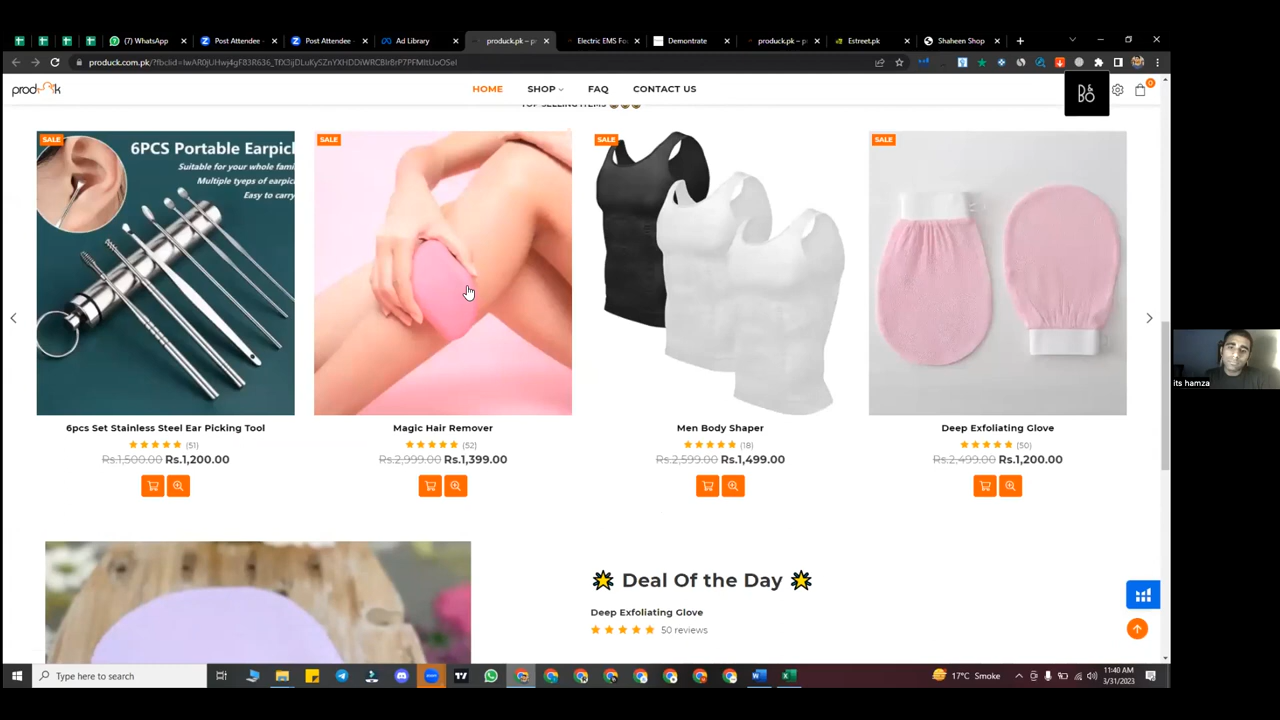 (7) WhatsApp
Post Attendee -
Post Attendee -
Ad Library
produck.pk – p
Electric EMS Fo
Demontrate
produck.pk – p
Estreet.pk
Shaheen Shop
produck.com.pk/
HOME
SHOP
FAQ
CONTACT US
0
TOP SELLING ITEMS
SALE
6PCS Portable Earpic
Suitable for your whole fami
Multiple tyeps of earpic
Easy to carry
SALE
SALE
SALE
6pcs Set Stainless Steel Ear Picking Tool
(51)
Rs.1,500.00 Rs.1,200.00
Magic Hair Remover
(52)
Rs.2,999.00 Rs.1,399.00
Men Body Shaper
(18)
Rs.2,599.00 Rs.1,499.00
Deep Exfoliating Glove
(50)
Rs.2,499.00 Rs.1,200.00
🌟 Deal Of the Day 🌟
Deep Exfoliating Glove
50 reviews
its hamza
Type here to search
17°C Smoke
11:40 AM
3/31/2023